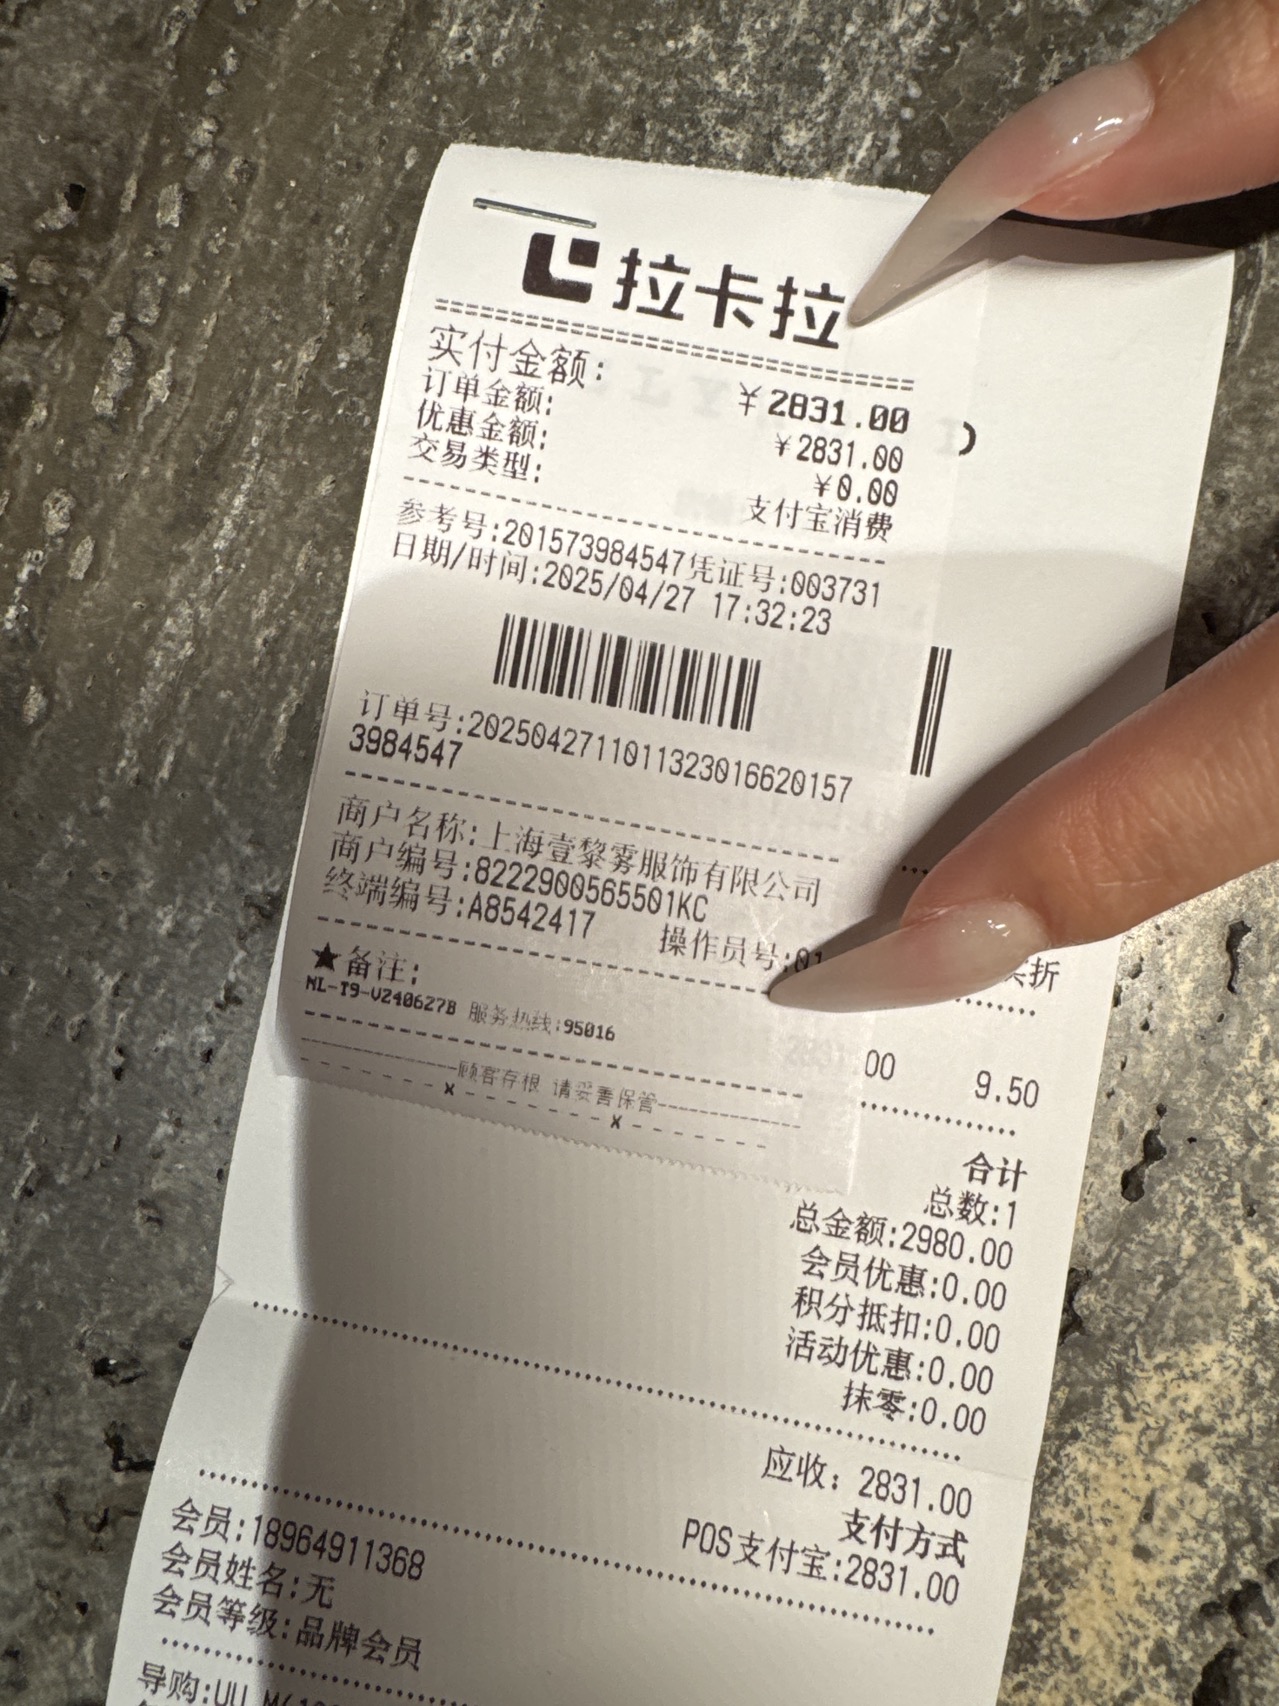 拉卡拉
实付金额: ¥2831.00
订单金额: ¥2831.00
优惠金额: ¥0.00
交易类型: 支付宝消费
参考号:201573984547凭证号:003731
日期/时间:2025/04/27 17:32:23
订单号:2025042711011323016620157
3984547
商户名称:上海壹黎雾服饰有限公司
商户编号:8222900565501KC
终端编号:A8542417 操作员号:01
★备注:
NL-T9-V240627B 服务热线:95016
顾客存根 请妥善保管
折
00 9.50
合计
总数:1
总金额:2980.00
会员优惠:0.00
积分抵扣:0.00
活动优惠:0.00
抹零:0.00
应收: 2831.00
支付方式
POS支付宝:2831.00
会员:18964911368
会员姓名:无
会员等级:品牌会员
导购:UU